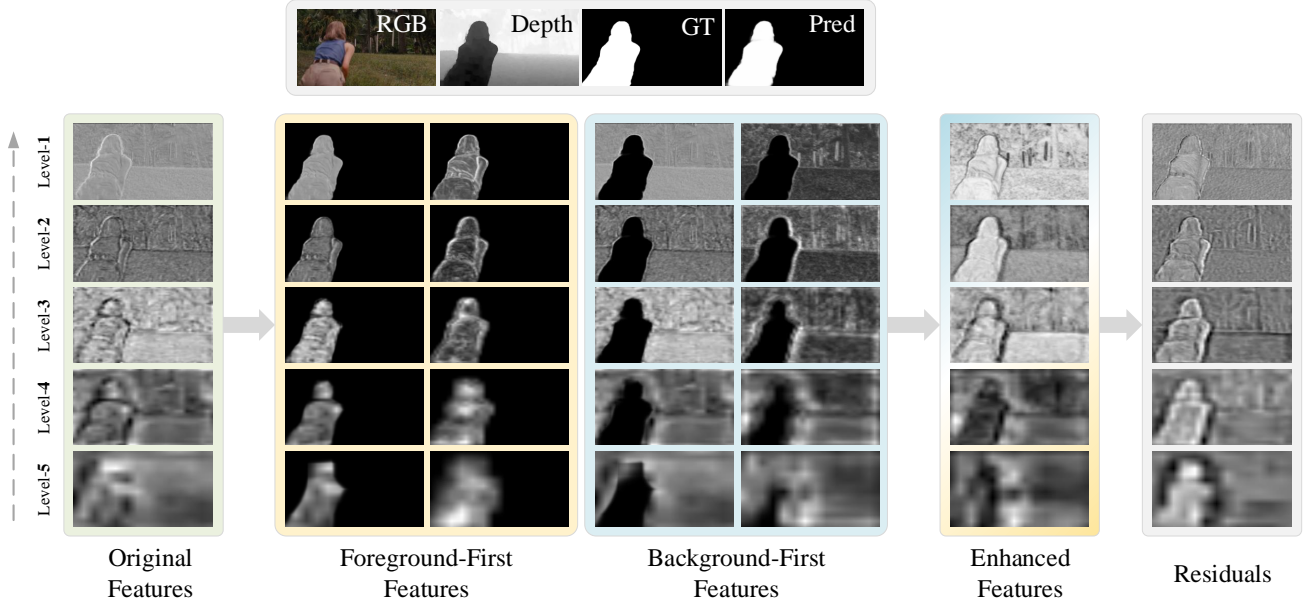 RGB
Depth
GT
Pred
Level-1
Level-2
Level-3
Level-4
Level-5
Original
Features
Foreground-First
Features
Background-First
Features
Enhanced
Features
Residuals